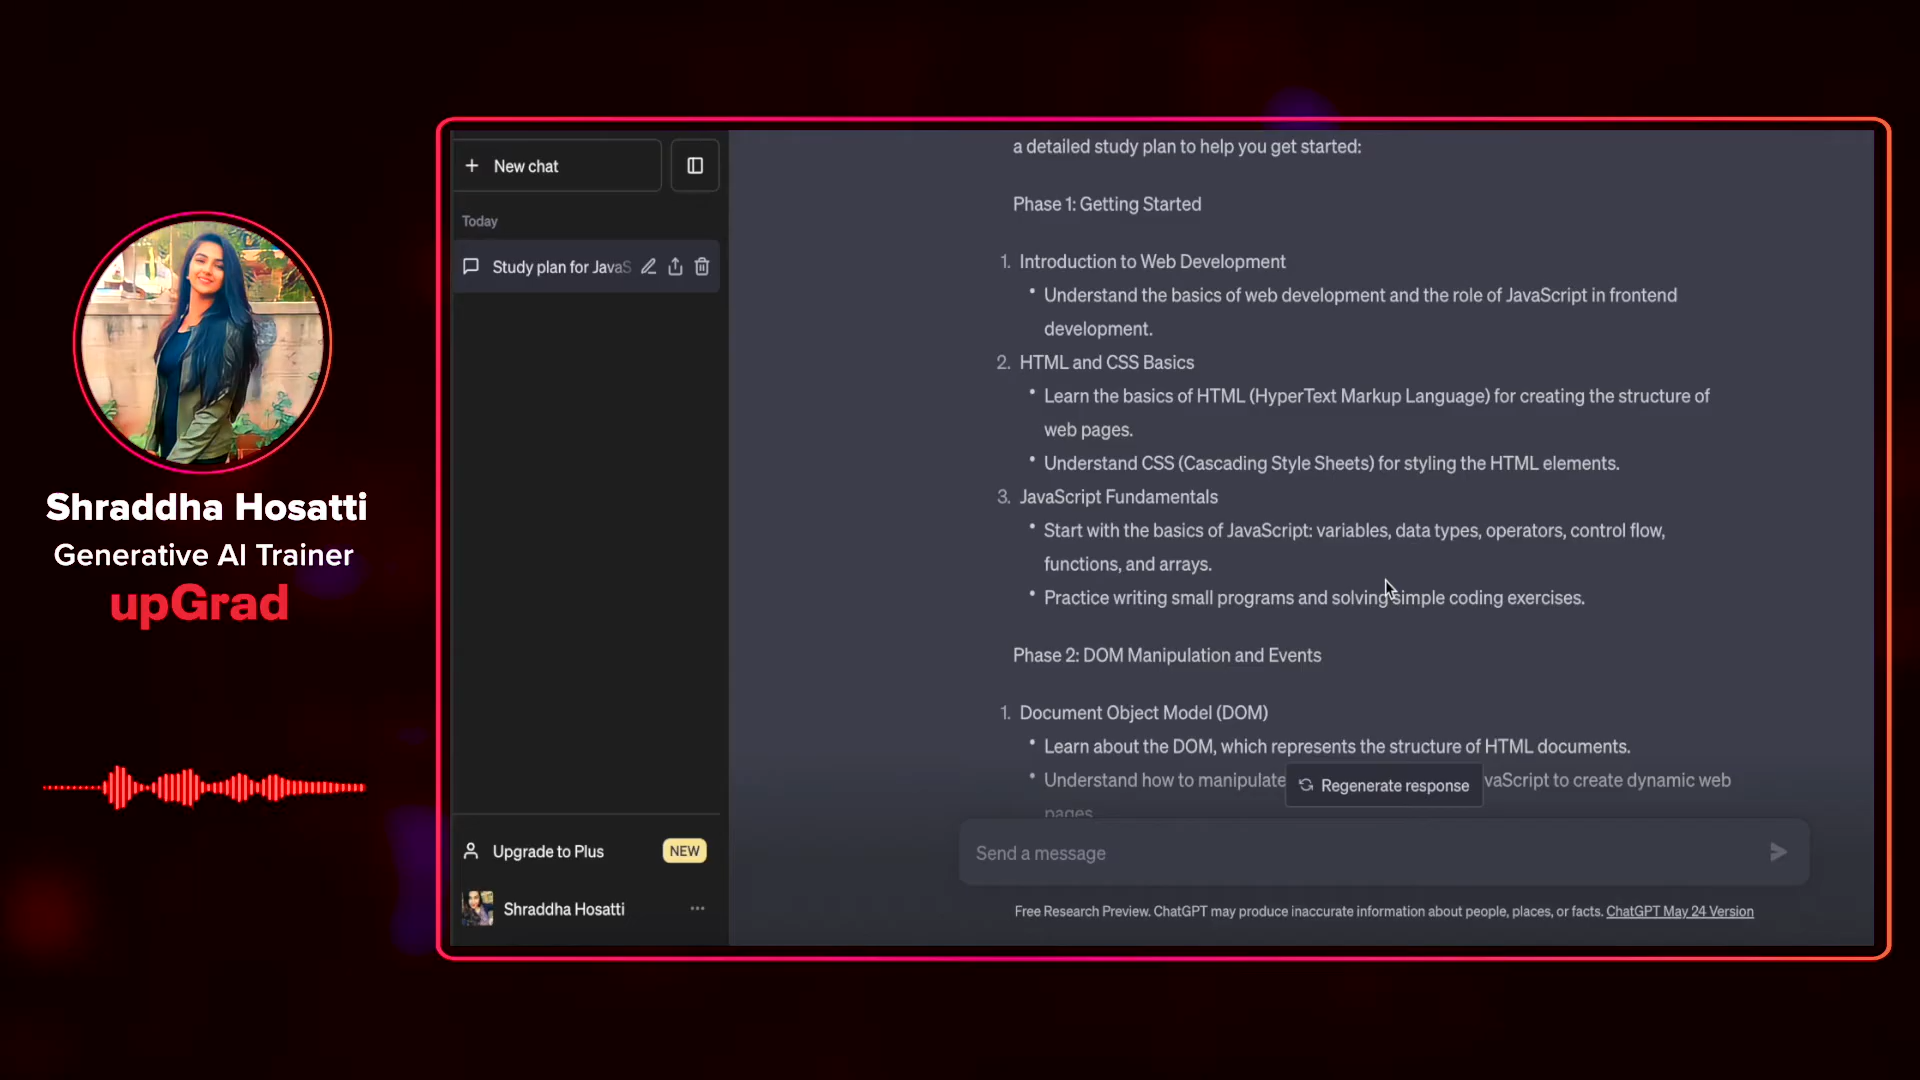 Shraddha Hosatti
Generative AI Trainer
upGrad
New chat
Today
Study plan for JavaS
Upgrade to Plus
NEW
Shraddha Hosatti
a detailed study plan to help you get started:
Phase 1: Getting Started
1. Introduction to Web Development
• Understand the basics of web development and the role of JavaScript in frontend
development.
2. HTML and CSS Basics
• Learn the basics of HTML (HyperText Markup Language) for creating the structure of
web pages.
• Understand CSS (Cascading Style Sheets) for styling the HTML elements.
3. JavaScript Fundamentals
• Start with the basics of JavaScript: variables, data types, operators, control flow,
functions, and arrays.
• Practice writing small programs and solving simple coding exercises.
Phase 2: DOM Manipulation and Events
1. Document Object Model (DOM)
• Learn about the DOM, which represents the structure of HTML documents.
• Understand how to manipulate vaScript to create dynamic web
pages.
Regenerate response
Send a message
Free Research Preview. ChatGPT may produce inaccurate information about people, places, or facts. ChatGPT May 24 Version